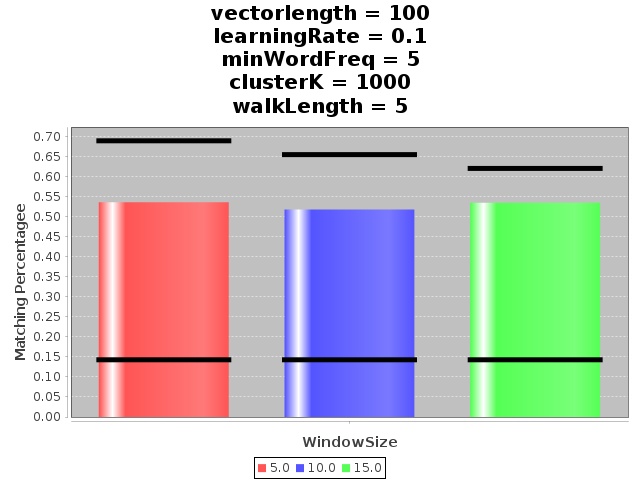 vectorlength = 100
learningRate = 0.1
minWordFreq = 5
clusterK = 1000
walkLength = 5
Matching Percentagee
0.70
0.65
0.60
0.55
0.50
0.45
0.40
0.35
0.30
0.25
0.20
0.15
0.10
0.05
0.00
WindowSize
5.0 10.0 15.0